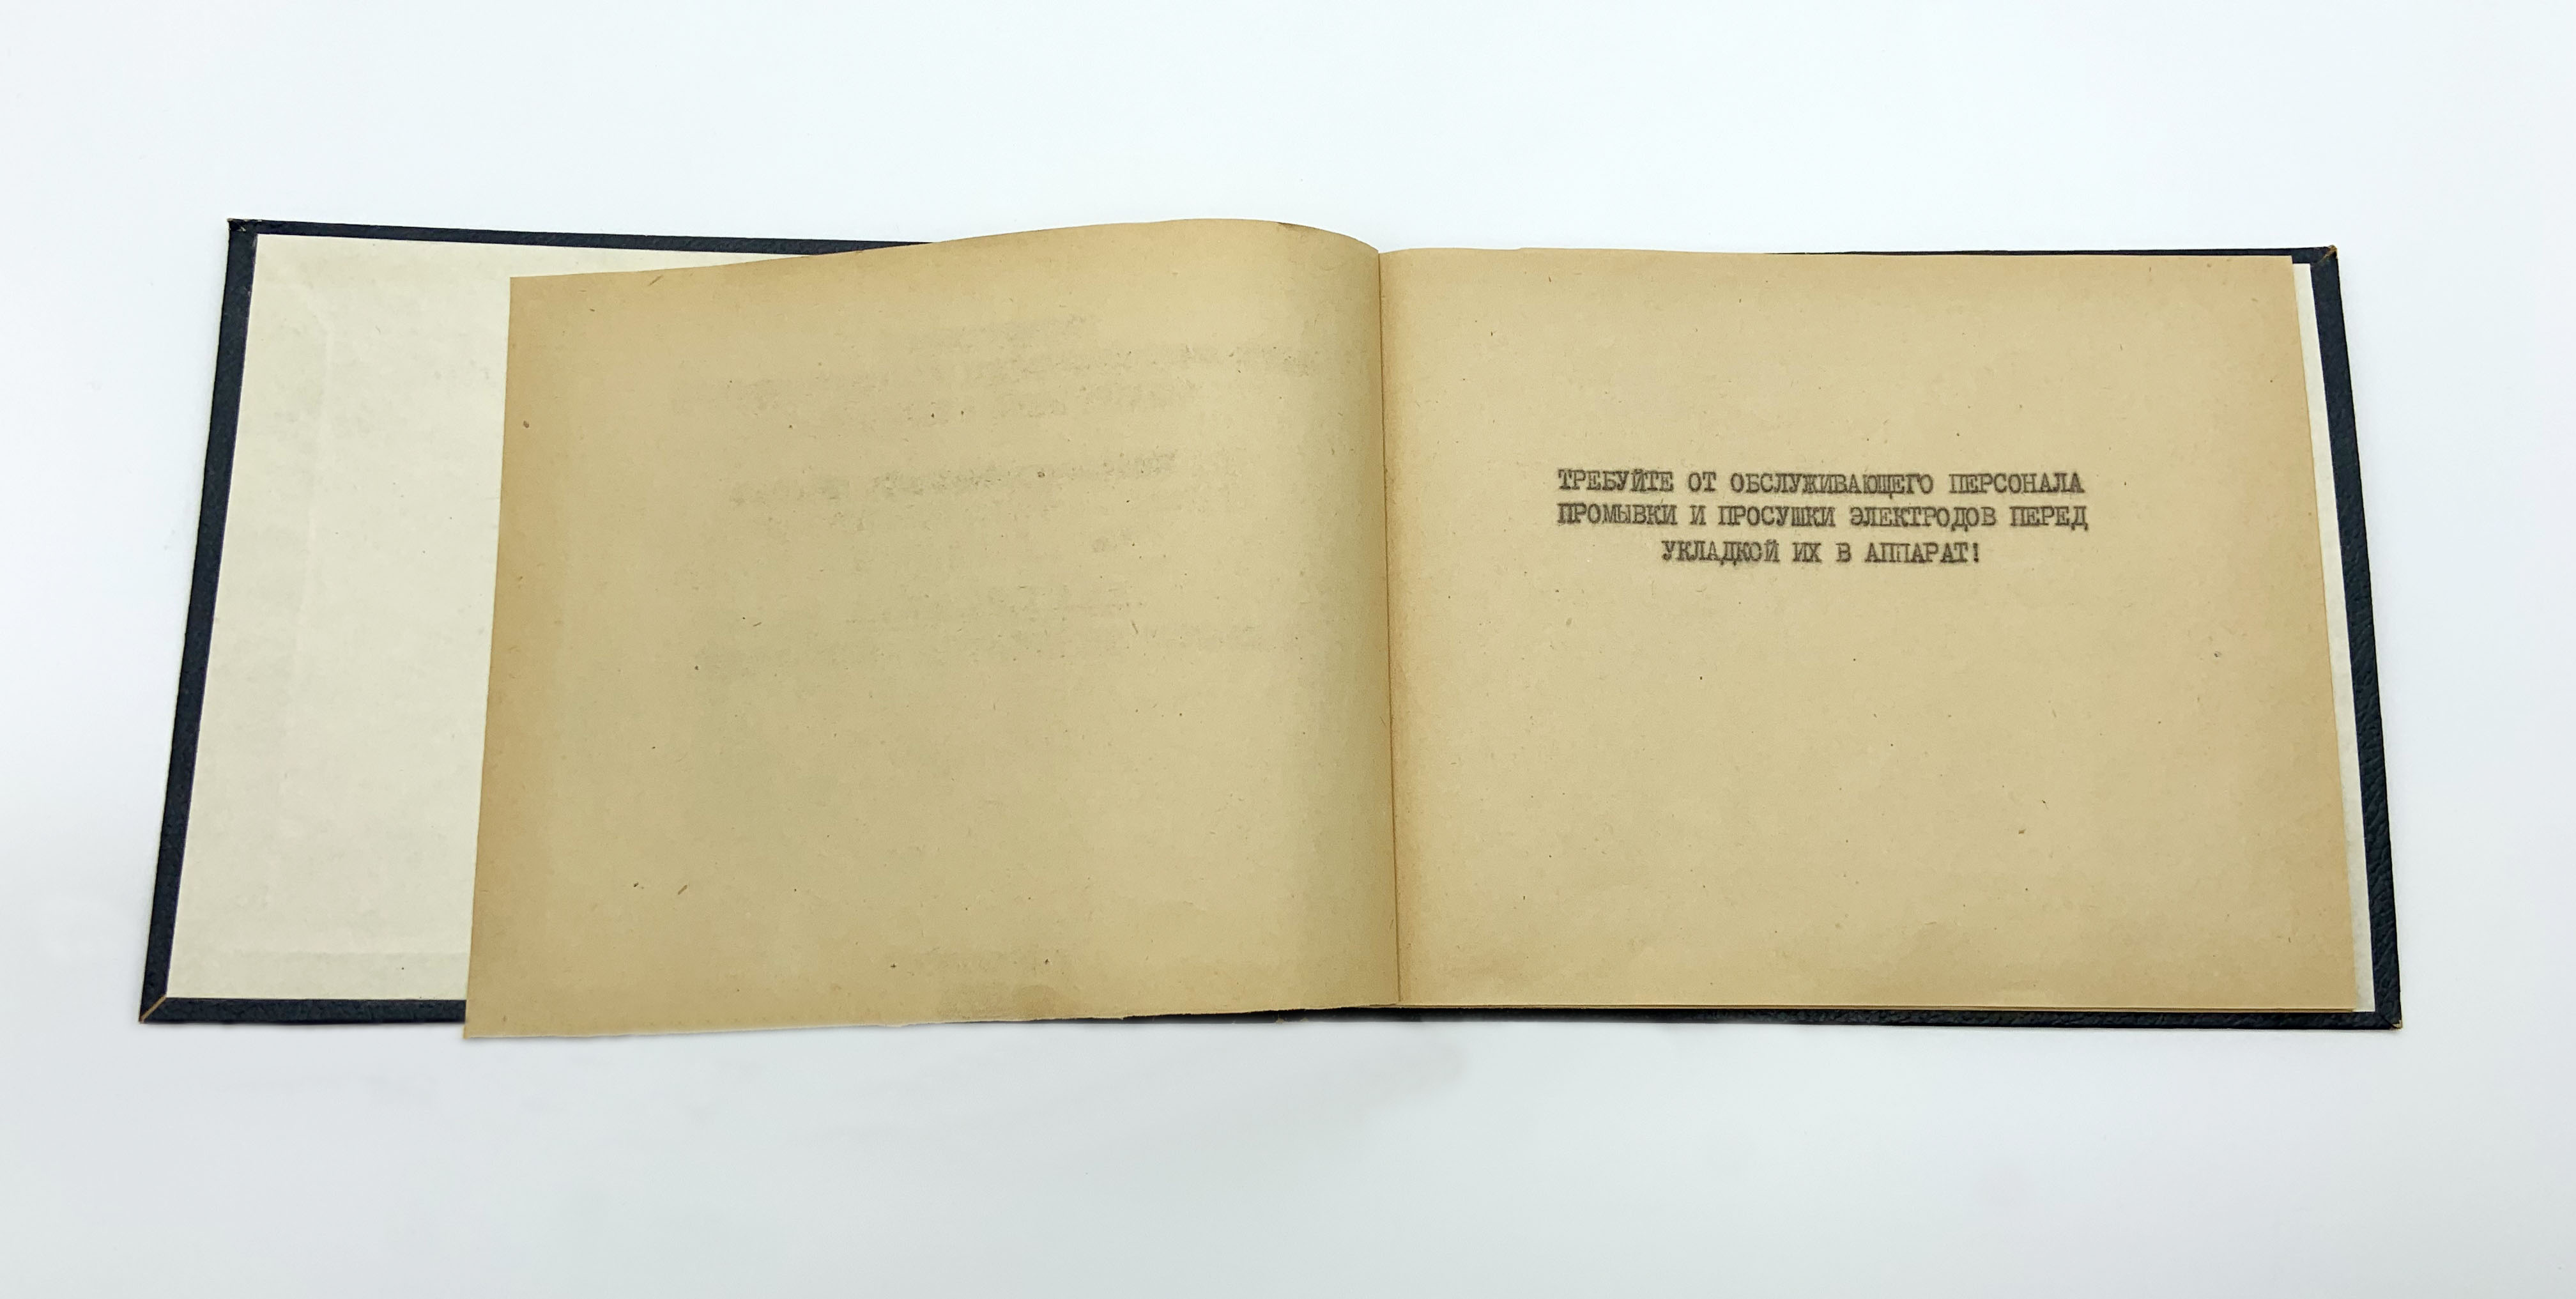 ТРЕБУЙТЕ ОТ ОБСЛУЖИВАЮЩЕГО ПЕРСОНАЛА
ПРОМЫВКИ И ПРОСУШКИ ЭЛЕКТРОДОВ ПЕРЕД
УКЛАДКОЙ ИХ В АППАРАТ!